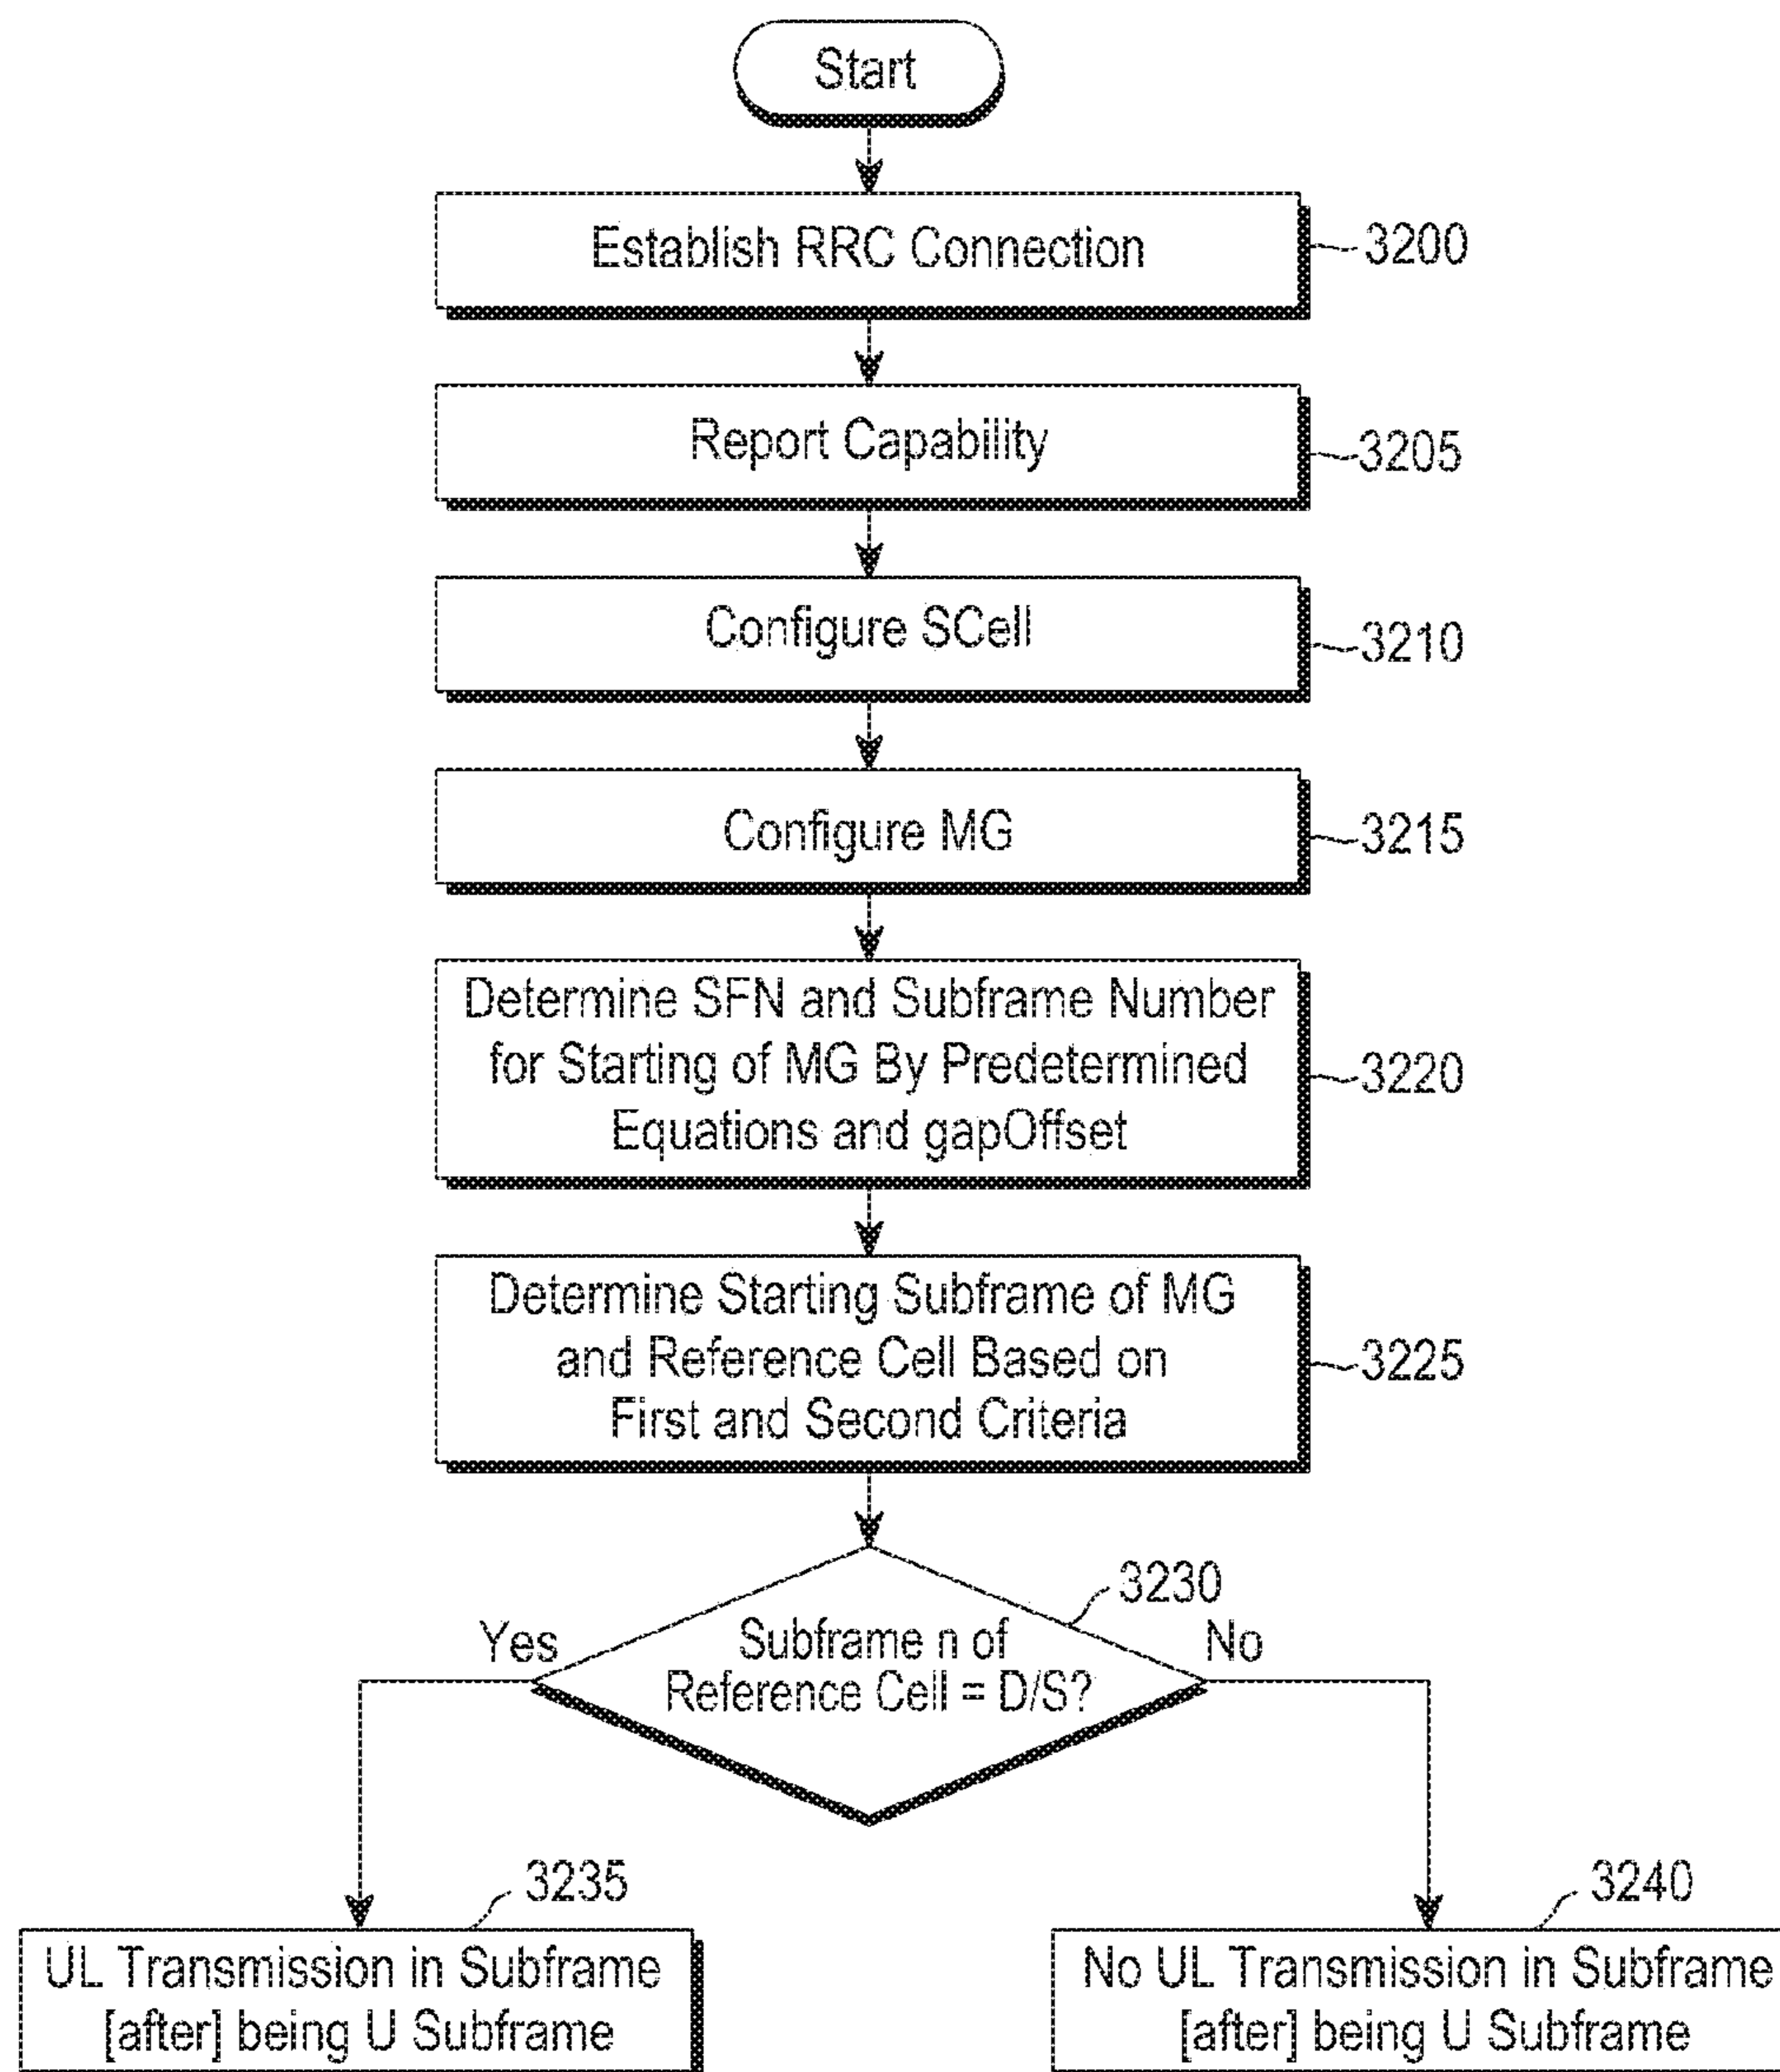 Start
Establish RRC Connection
3200
Report Capability
3205
Configure SCell
3210
Configure MG
3215
Determine SFN and Subframe Number
for Starting of MG By Predetermined
Equations and gapOffset
3220
Determine Starting Subframe of MG
and Reference Cell Based on
First and Second Criteria
3225
3230
Yes
Subframe n of
Reference Cell = D/S?
No
3235
UL Transmission in Subframe
[after] being U Subframe
3240
No UL Transmission in Subframe
[after] being U Subframe